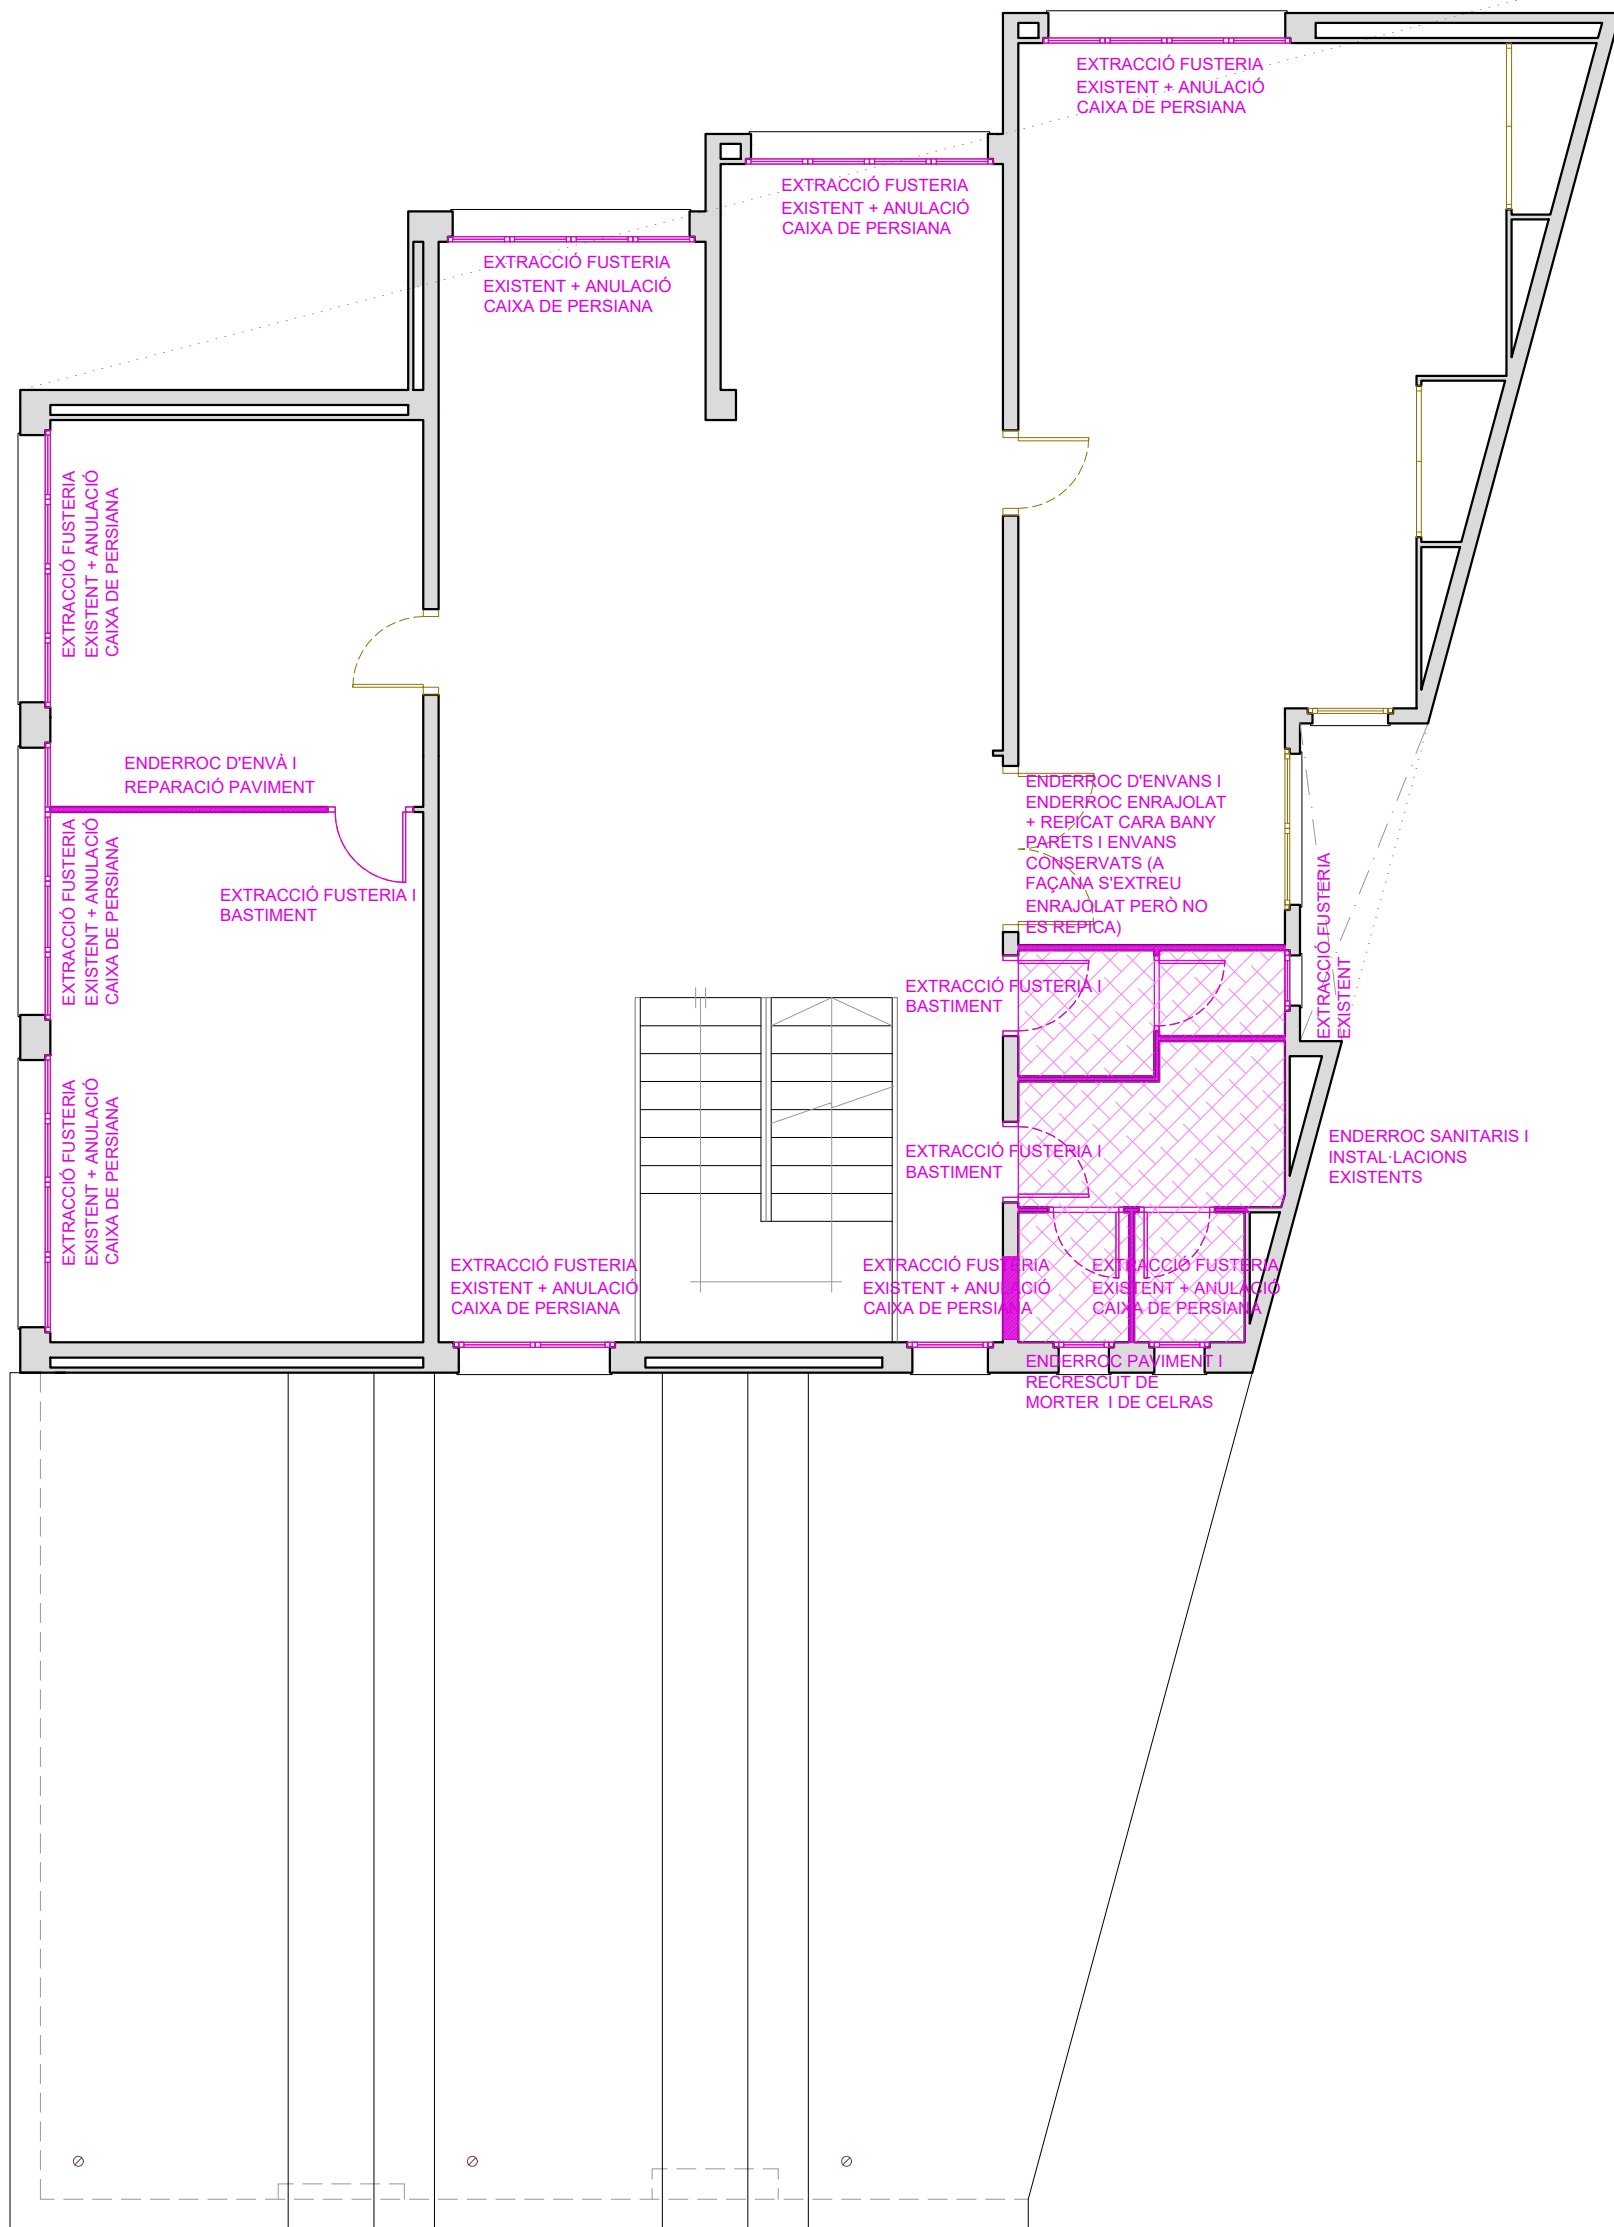 EXTRACCIÓ FUSTERIA
EXISTENT + ANULACIÓ
CAIXA DE PERSIANA
EXTRACCIÓ FUSTERIA
EXISTENT + ANULACIÓ
CAIXA DE PERSIANA
EXTRACCIÓ FUSTERIA
EXISTENT + ANULACIÓ
CAIXA DE PERSIANA
EXTRACCIÓ FUSTERIA
EXISTENT + ANULACIÓ
CAIXA DE PERSIANA
ENDERROC D'ENVÀ I
REPARACIÓ PAVIMENT
EXTRACCIÓ FUSTERIA
EXISTENT + ANULACIÓ
CAIXA DE PERSIANA
EXTRACCIÓ FUSTERIA I
BASTIMENT
ENDERROC D'ENVANS I
ENDERROC ENRAJOLAT
+ REPICAT CARA BANY
PARETS I ENVANS
CONSERVATS (A
FAÇANA S'EXTREU
ENRAJOLAT PERÒ NO
ES REPICA)
EXTRACCIÓ FUSTERIA
EXISTENT
EXTRACCIÓ FUSTERIA I
BASTIMENT
EXTRACCIÓ FUSTERIA
EXISTENT + ANULACIÓ
CAIXA DE PERSIANA
EXTRACCIÓ FUSTERIA I
BASTIMENT
ENDERROC SANITARIS I
INSTAL·LACIONS
EXISTENTS
EXTRACCIÓ FUSTERIA
EXISTENT + ANULACIÓ
CAIXA DE PERSIANA
EXTRACCIÓ FUSTERIA
EXISTENT + ANULACIÓ
CAIXA DE PERSIANA
EXTRACCIÓ FUSTERIA
EXISTENT + ANULACIÓ
CAIXA DE PERSIANA
ENDERROC PAVIMENT I
RECRESCUT DE
MORTER  I DE CELRAS